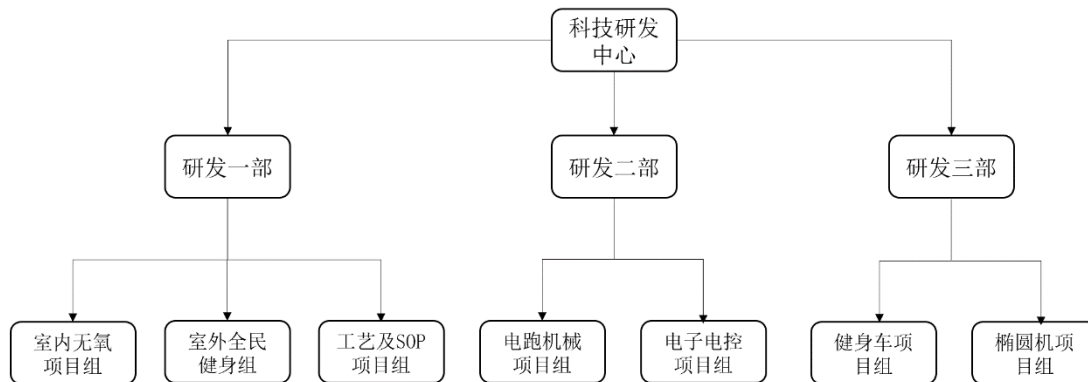 科技研发
中心
研发一部
研发二部
研发三部
室内无氧
项目组
室外全民
健身组
工艺及SOP
项目组
电跑机械
项目组
电子电控
项目组
健身车项
目组
椭圆机项
目组